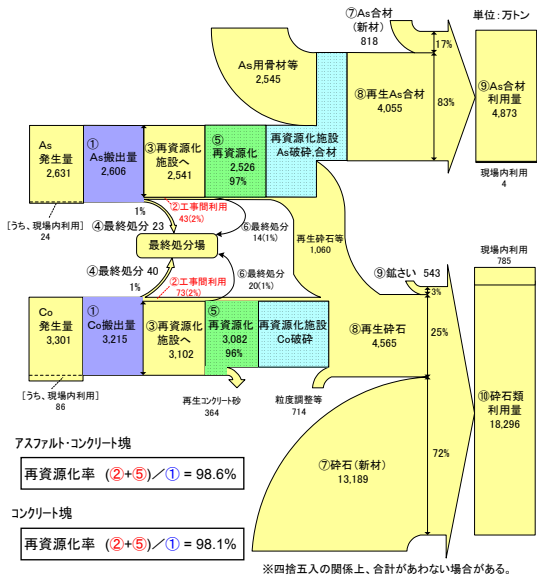 単位：万トン
⑦As合材
(新材)
818
17%
As用骨材等
2,545
⑧再生As合材
4,055
83%
⑨As合材
利用量
4,873
現場内利用
4
As
発生量
2,631
①
As搬出量
2,606
③再資源化
施設へ
2,541
⑤
再資源化
2,526
97%
再資源化施設
As破砕,合材
[うち、現場内利用]
24
1%
④最終処分 23
②工事間利用
43(2%)
⑥最終処分
14(1%)
再生砕石等
1,060
最終処分場
④最終処分 40
1%
②工事間利用
73(2%)
⑥最終処分
20(1%)
⑨鉱さい 543
3%
現場内利用
785
Co
発生量
3,301
①
Co搬出量
3,215
③再資源化
施設へ
3,102
⑤
再資源化
3,082
96%
再資源化施設
Co破砕
⑧再生砕石
4,565
25%
[うち、現場内利用]
86
再生コンクリート砂
364
粒度調整等
714
⑩砕石類
利用量
18,296
⑦砕石(新材)
13,189
72%
アスファルト・コンクリート塊
再資源化率 (②+⑤)／① = 98.6%
コンクリート塊
再資源化率 (②+⑤)／① = 98.1%
※四捨五入の関係上、合計があわない場合がある。